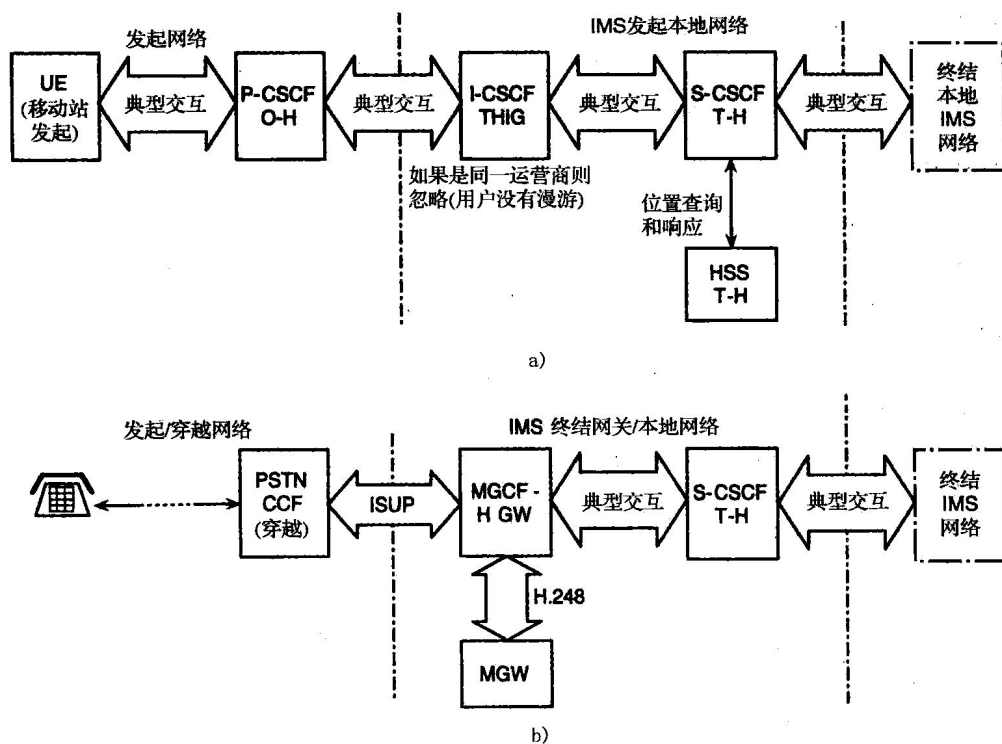 发起网络
IMS发起本地网络
UE
(移动站
发起)
典型交互
P-CSCF
O-H
典型交互
I-CSCF
THIG
典型交互
S-CSCF
T-H
典型交互
终结
本地
IMS
网络
如果是同一运营商则
忽略(用户没有漫游)
位置查询
和响应
HSS
T-H
a)
发起/穿越网络
IMS 终结网关/本地网络
PSTN
CCF
(穿越)
ISUP
MGCF -
H GW
典型交互
S-CSCF
T-H
典型交互
终结
IMS
网络
H.248
MGW
b)